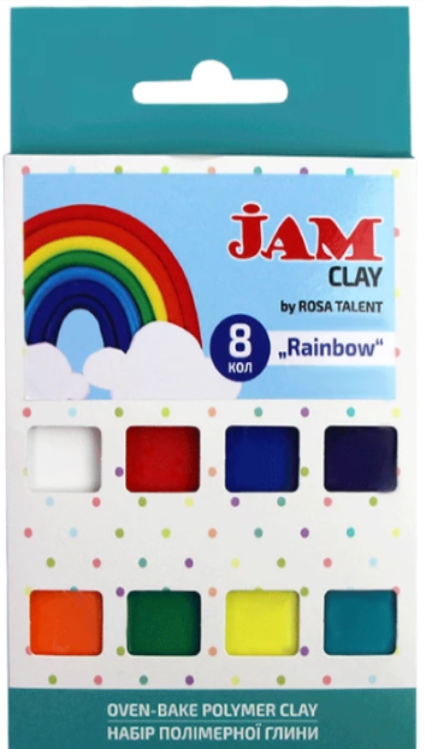 JAM
CLAY
by ROSA TALENT
8
КОЛ
„Rainbow“
OVEN-BAKE POLYMER CLAY
НАБІР ПОЛІМЕРНОЇ ГЛИНИ